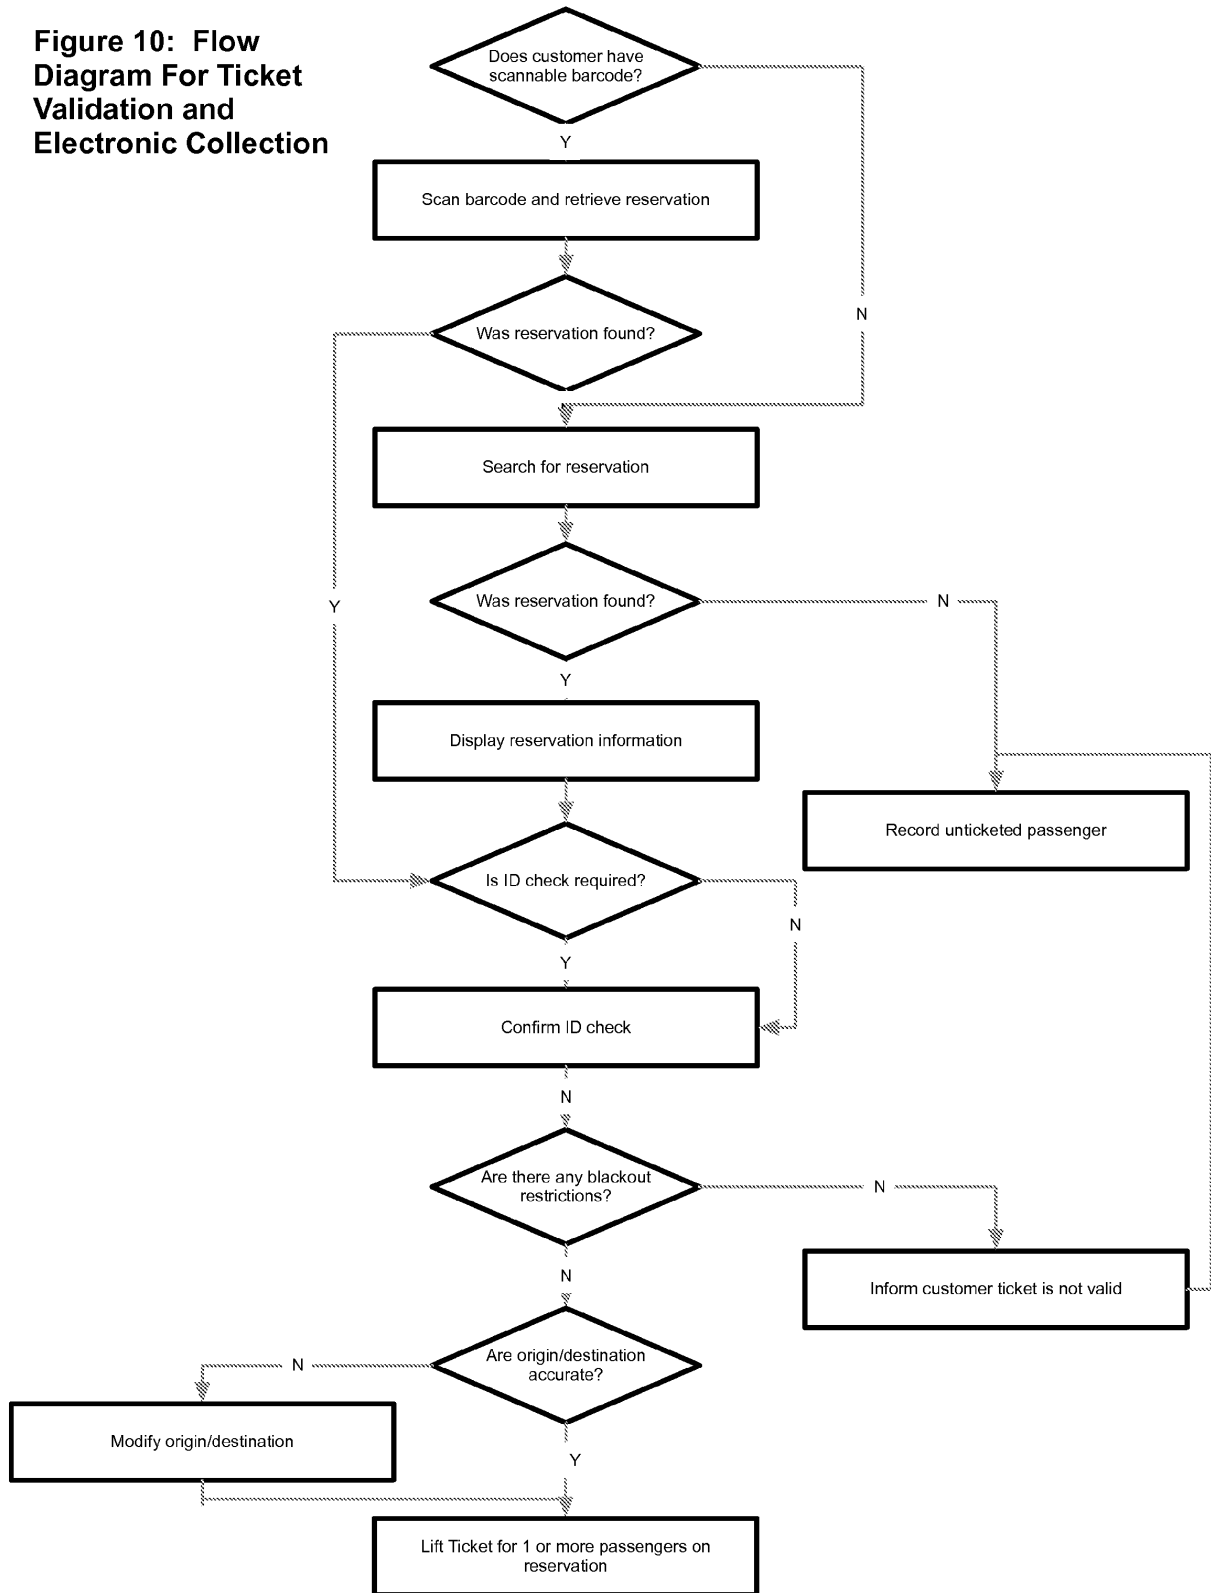 Figure 10:  Flow
Diagram For Ticket
Validation and
Electronic Collection
Does customer have
scannable barcode?
Y
Scan barcode and retrieve reservation
N
Was reservation found?
Search for reservation
Y
Was reservation found?
N
Y
Display reservation information
Record unticketed passenger
Is ID check required?
N
Y
Confirm ID check
N
Are there any blackout
restrictions?
N
N
Inform customer ticket is not valid
Are origin/destination
accurate?
N
Modify origin/destination
Y
Lift Ticket for 1 or more passengers on
reservation